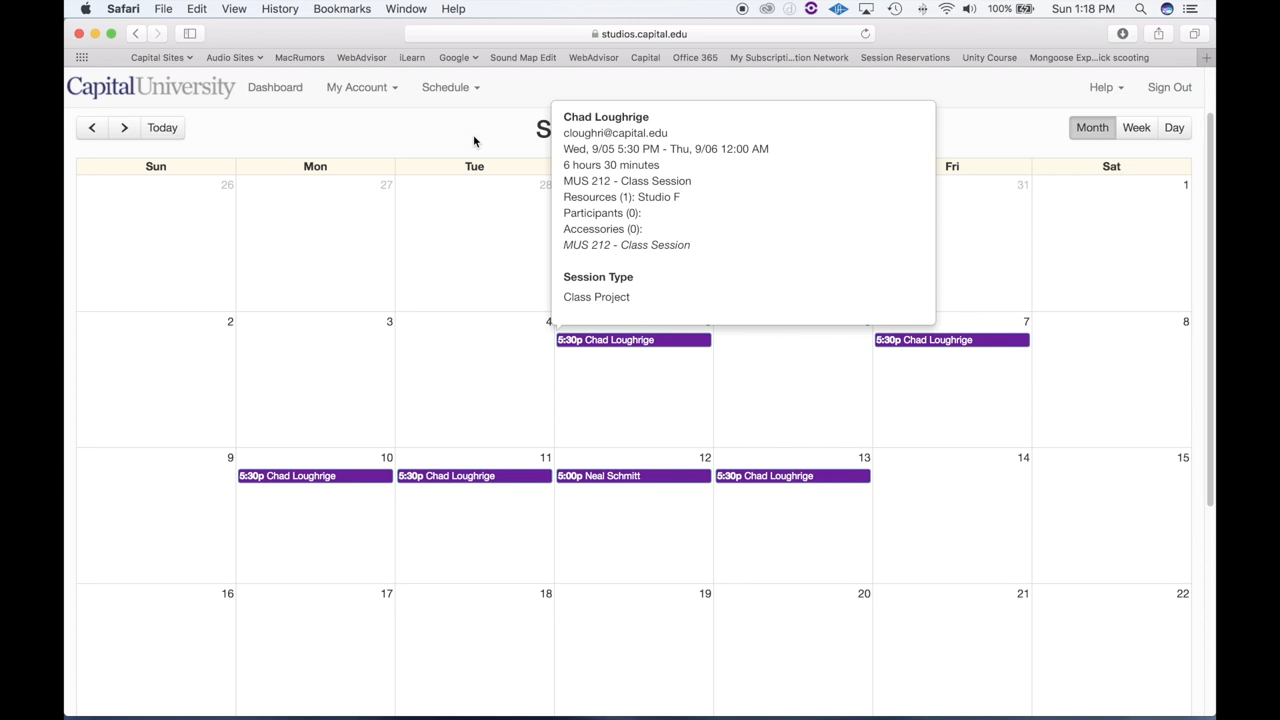 Safari File Edit View History Bookmarks Window Help 100% Sun 1:18 PM
studios.capital.edu
Capital Sites Audio Sites MacRumors WebAdvisor iLearn Google Sound Map Edit WebAdvisor Capital Office 365 My Subscripti...tion Network Session Reservations Unity Course Mongoose Exp...ick scooting
Capital University Dashboard My Account Schedule Help Sign Out
Today S Month Week Day
Chad Loughrige
cloughri@capital.edu
Wed, 9/05 5:30 PM - Thu, 9/06 12:00 AM
6 hours 30 minutes
MUS 212 - Class Session
Resources (1): Studio F
Participants (0):
Accessories (0):
MUS 212 - Class Session
Session Type
Class Project
Sun Mon Tue Fri Sat
26 27 28 31 1
2 3 4 7 8
5:30p Chad Loughrige 5:30p Chad Loughrige
9 10 11 12 13 14 15
5:30p Chad Loughrige 5:30p Chad Loughrige 5:00p Neal Schmitt 5:30p Chad Loughrige
16 17 18 19 20 21 22